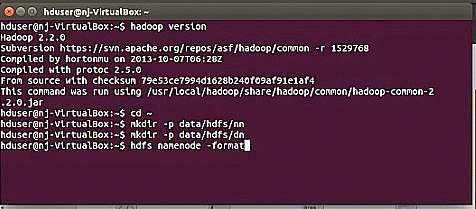 hduser@nj-VirtualBox: ~
hduser@nj-VirtualBox:~$ hadoop version
Hadoop 2.2.0
Subversion https://svn.apache.org/repos/asf/hadoop/common -r 1529768
Compiled by hortonmu on 2013-10-07T06:28Z
Compiled with protoc 2.5.0
From source with checksum 79e53ce7994d1628b240f09af91e1af4
This command was run using /usr/local/hadoop/share/hadoop/common/hadoop-common-2
.2.0.jar
hduser@nj-VirtualBox:~$ cd ~
hduser@nj-VirtualBox:~$ mkdir -p data/hdfs/nn
hduser@nj-VirtualBox:~$ mkdir -p data/hdfs/dn
hduser@nj-VirtualBox:~$ hdfs namenode -format